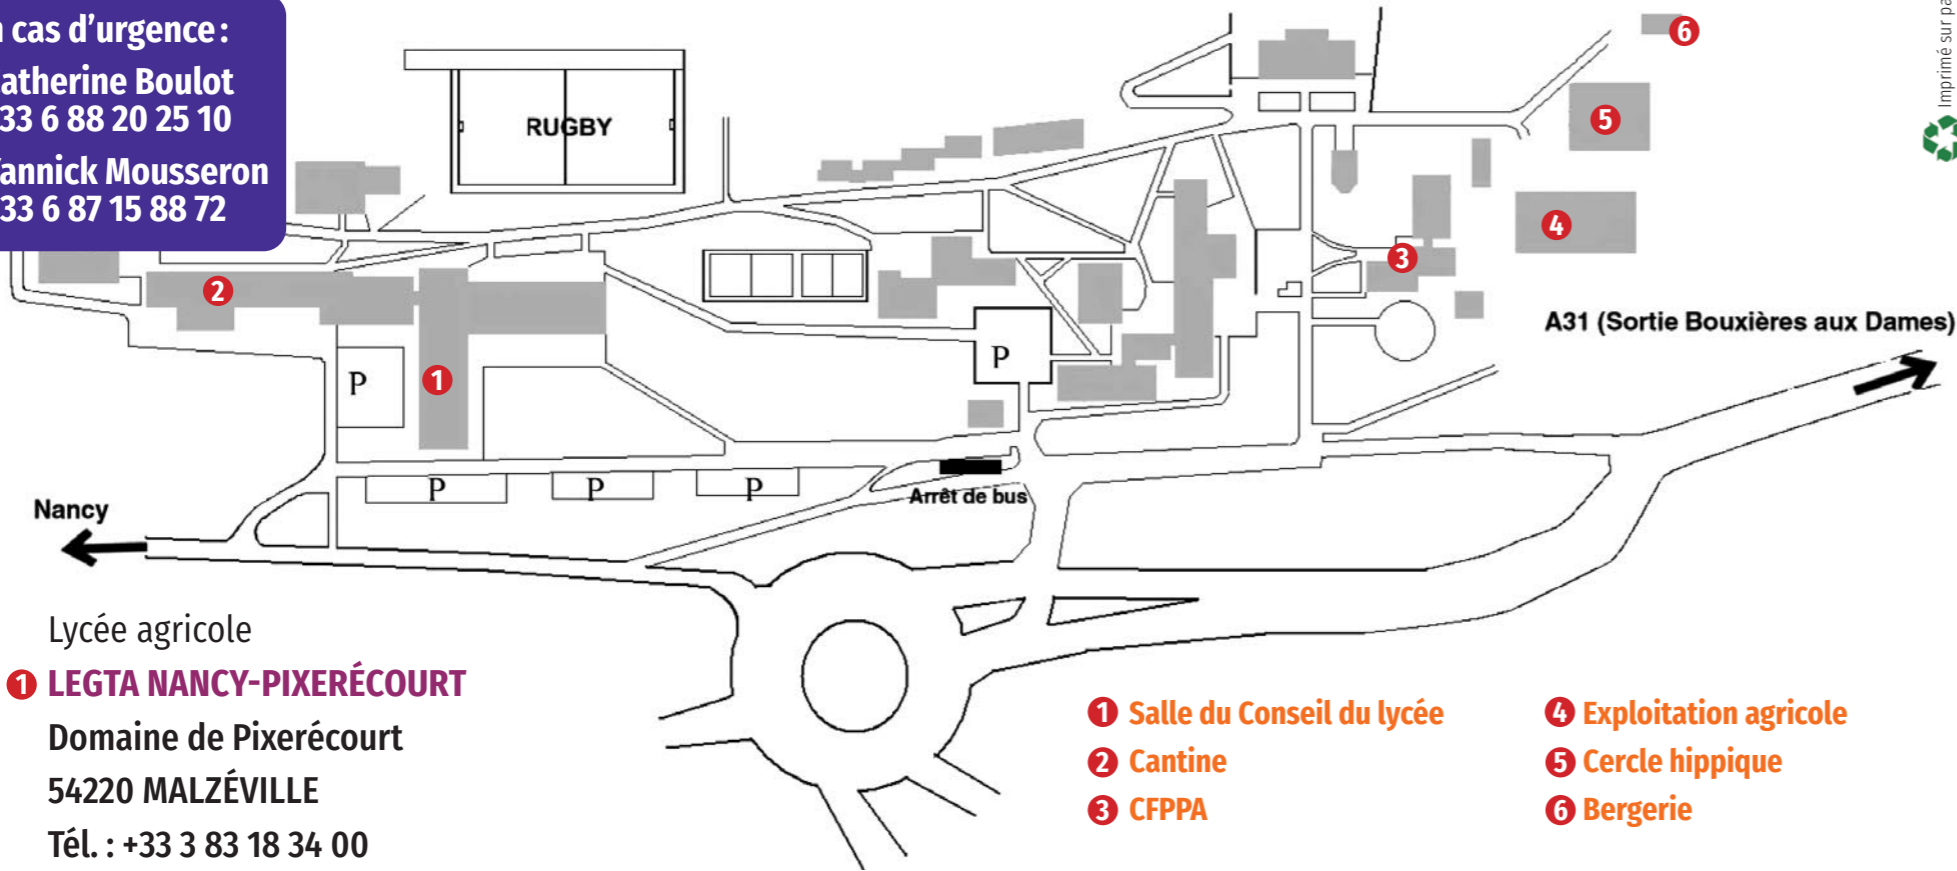 n cas d’urgence :
atherine Boulot
33 6 88 20 25 10
annick Mousseron
33 6 87 15 88 72
RUGBY
Imprimé sur pa
6
5
4
3
2
1
A31 (Sortie Bouxières aux Dames)
P
P
P
P
P
Arrêt de bus
Nancy
Lycée agricole
1 LEGTA NANCY-PIXERÉCOURT
Domaine de Pixerécourt
54220 MALZÉVILLE
Tél. : +33 3 83 18 34 00
1 Salle du Conseil du lycée
2 Cantine
3 CFPPA
4 Exploitation agricole
5 Cercle hippique
6 Bergerie